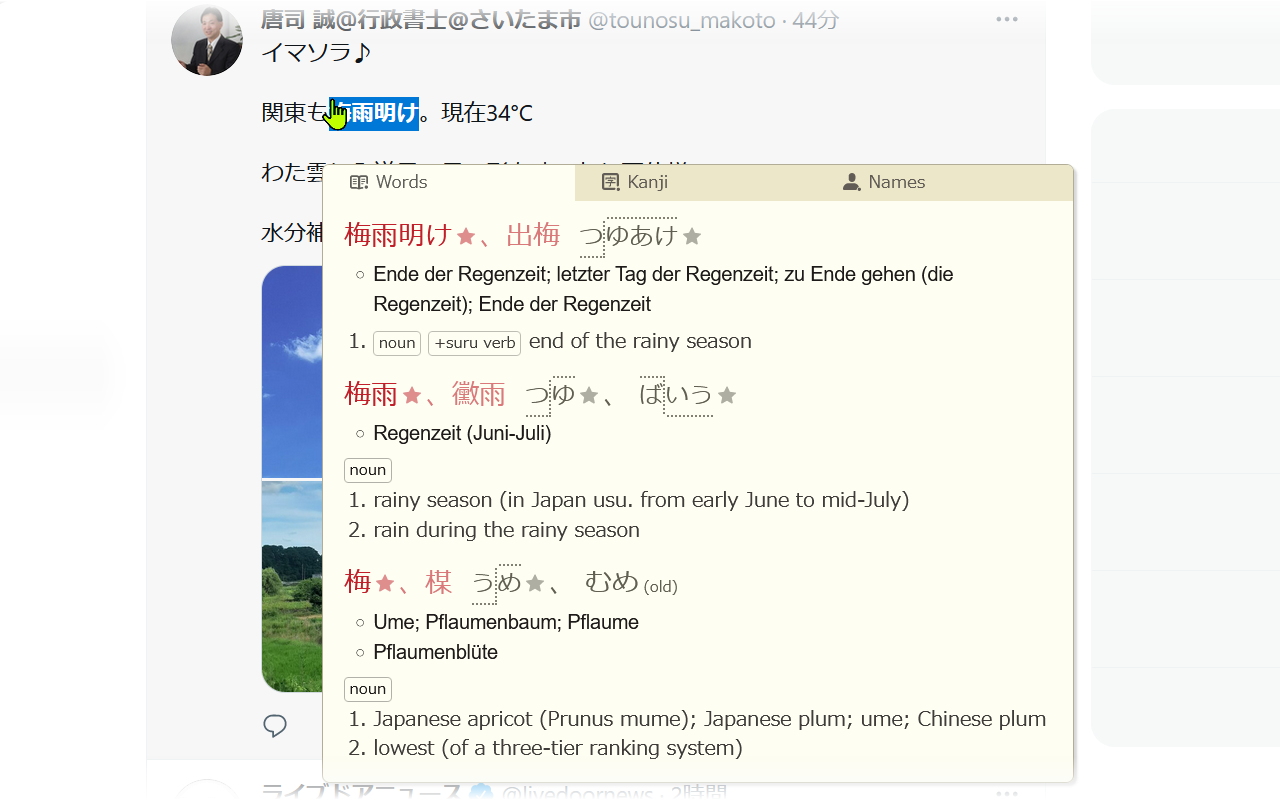 唐司 誠@行政書士@さいたま市 @tounosu_makoto · 44分
イマソラ♪
関東も梅雨明け。現在34°C
わた雲
水分補
Words Kanji Names
梅雨明け★、出梅 つゆあけ★
Ende der Regenzeit; letzter Tag der Regenzeit; zu Ende gehen (die
Regenzeit); Ende der Regenzeit
1. noun +suru verb end of the rainy season
梅雨★、黴雨 つゆ★、ばいう★
Regenzeit (Juni-Juli)
noun
1. rainy season (in Japan usu. from early June to mid-July)
2. rain during the rainy season
梅★、楳 うめ★、むめ (old)
Ume; Pflaumenbaum; Pflaume
Pflaumenblüte
noun
1. Japanese apricot (Prunus mume); Japanese plum; ume; Chinese plum
2. lowest (of a three-tier ranking system)
ライブドアニュース @livedoornews · 2時間